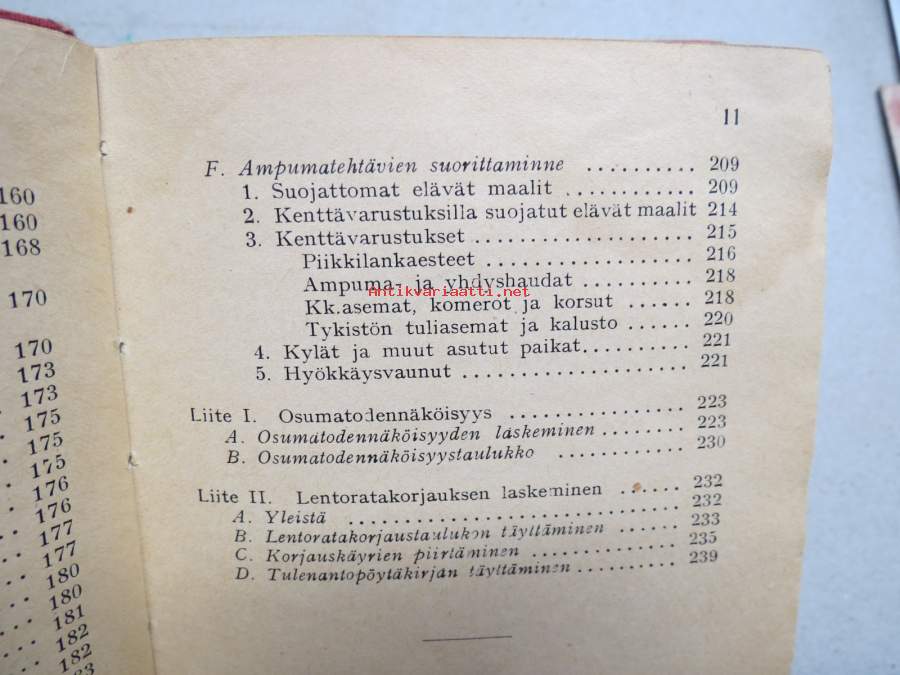 160
160
168
170
170
173
173
175
175
175
176
176
177
177
180
180
181
182
182
11
F. Ampumatehtävien suorittaminne .......... 209
1. Suojattomat elävät maalit ............ 209
2. Kenttävarustuksilla suojatut elävät maalit 214
3. Kenttävarustukset .................... 215
Piikkilankaesteet ................... 216
Ampuma- ja yhdyshaudat ........... 218
Antikvariaatti.net
Kk.asemat, komerot ja korsut ...... 218
Tykistön tuliasemat ja kalusto ....... 220
4. Kylät ja muut asutut paikat.......... 221
5. Hyökkäysvaunut ..................... 221
Liite I. Osumatodennäköisyys ................ 223
A. Osumatodennäköisyyden laskeminen ........ 223
B. Osumatodennäköisyystaulukko ............ 230
Liite II. Lentoratakorjauksen laskeminen ...... 232
A. Yleistä .............................. 232
B. Lentoratakorjaustaulukon täyttäminen ...... 233
C. Korjauskäyrien piirtäminen .............. 235
D. Tulenantopöytäkirjan täyttäminen .......... 239